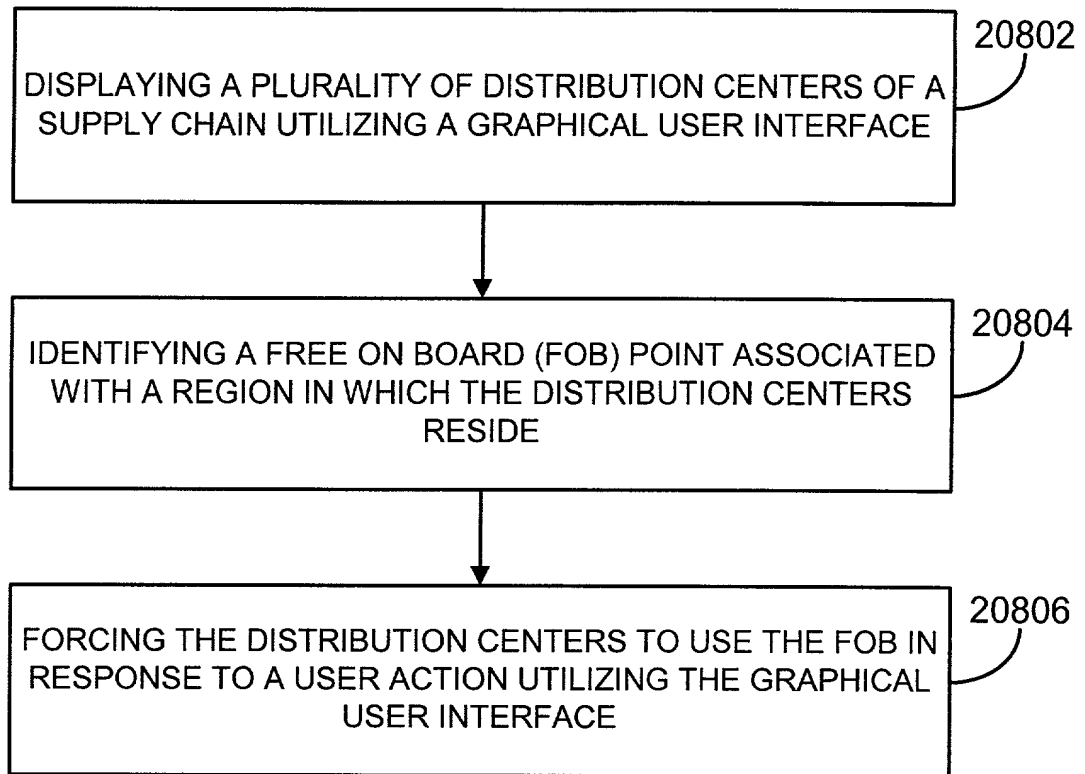 20802
DISPLAYING A PLURALITY OF DISTRIBUTION CENTERS OF A
SUPPLY CHAIN UTILIZING A GRAPHICAL USER INTERFACE
20804
IDENTIFYING A FREE ON BOARD (FOB) POINT ASSOCIATED
WITH A REGION IN WHICH THE DISTRIBUTION CENTERS
RESIDE
20806
FORCING THE DISTRIBUTION CENTERS TO USE THE FOB IN
RESPONSE TO A USER ACTION UTILIZING THE GRAPHICAL
USER INTERFACE